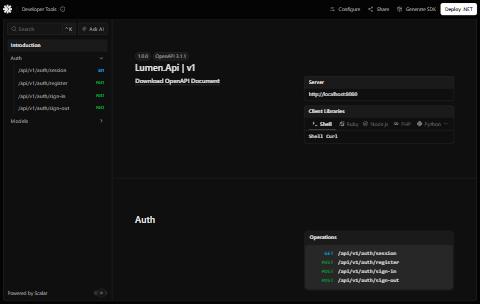 Developer Tools
Configure
Share
Generate SDK
Deploy .NET
Search
⌃ K
Ask AI
Introduction
Auth
/api/v1/auth/session GET
/api/v1/auth/register POST
/api/v1/auth/sign-in POST
/api/v1/auth/sign-out POST
Models
Powered by Scalar
1.0.0
OpenAPI 3.1.1
Lumen.Api | v1
Download OpenAPI Document
Server
http://localhost:8080
Client Libraries
Shell
Ruby
Node.js
PHP
Python
Shell Curl
Auth
Operations
GET /api/v1/auth/session
POST /api/v1/auth/register
POST /api/v1/auth/sign-in
POST /api/v1/auth/sign-out